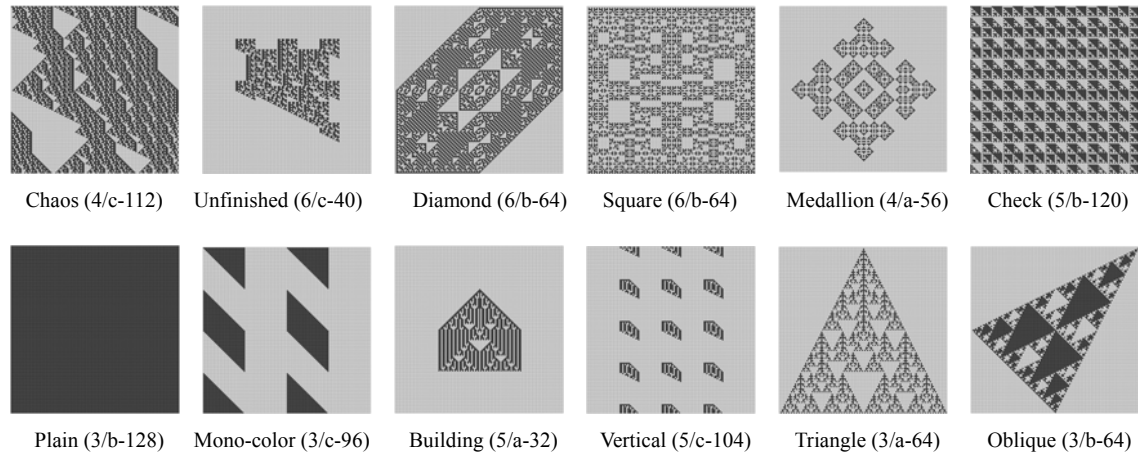 Chaos (4/c-112) Unfinished (6/c-40) Diamond (6/b-64) Square (6/b-64) Medallion (4/a-56) Check (5/b-120)
Plain (3/b-128) Mono-color (3/c-96) Building (5/a-32) Vertical (5/c-104) Triangle (3/a-64) Oblique (3/b-64)